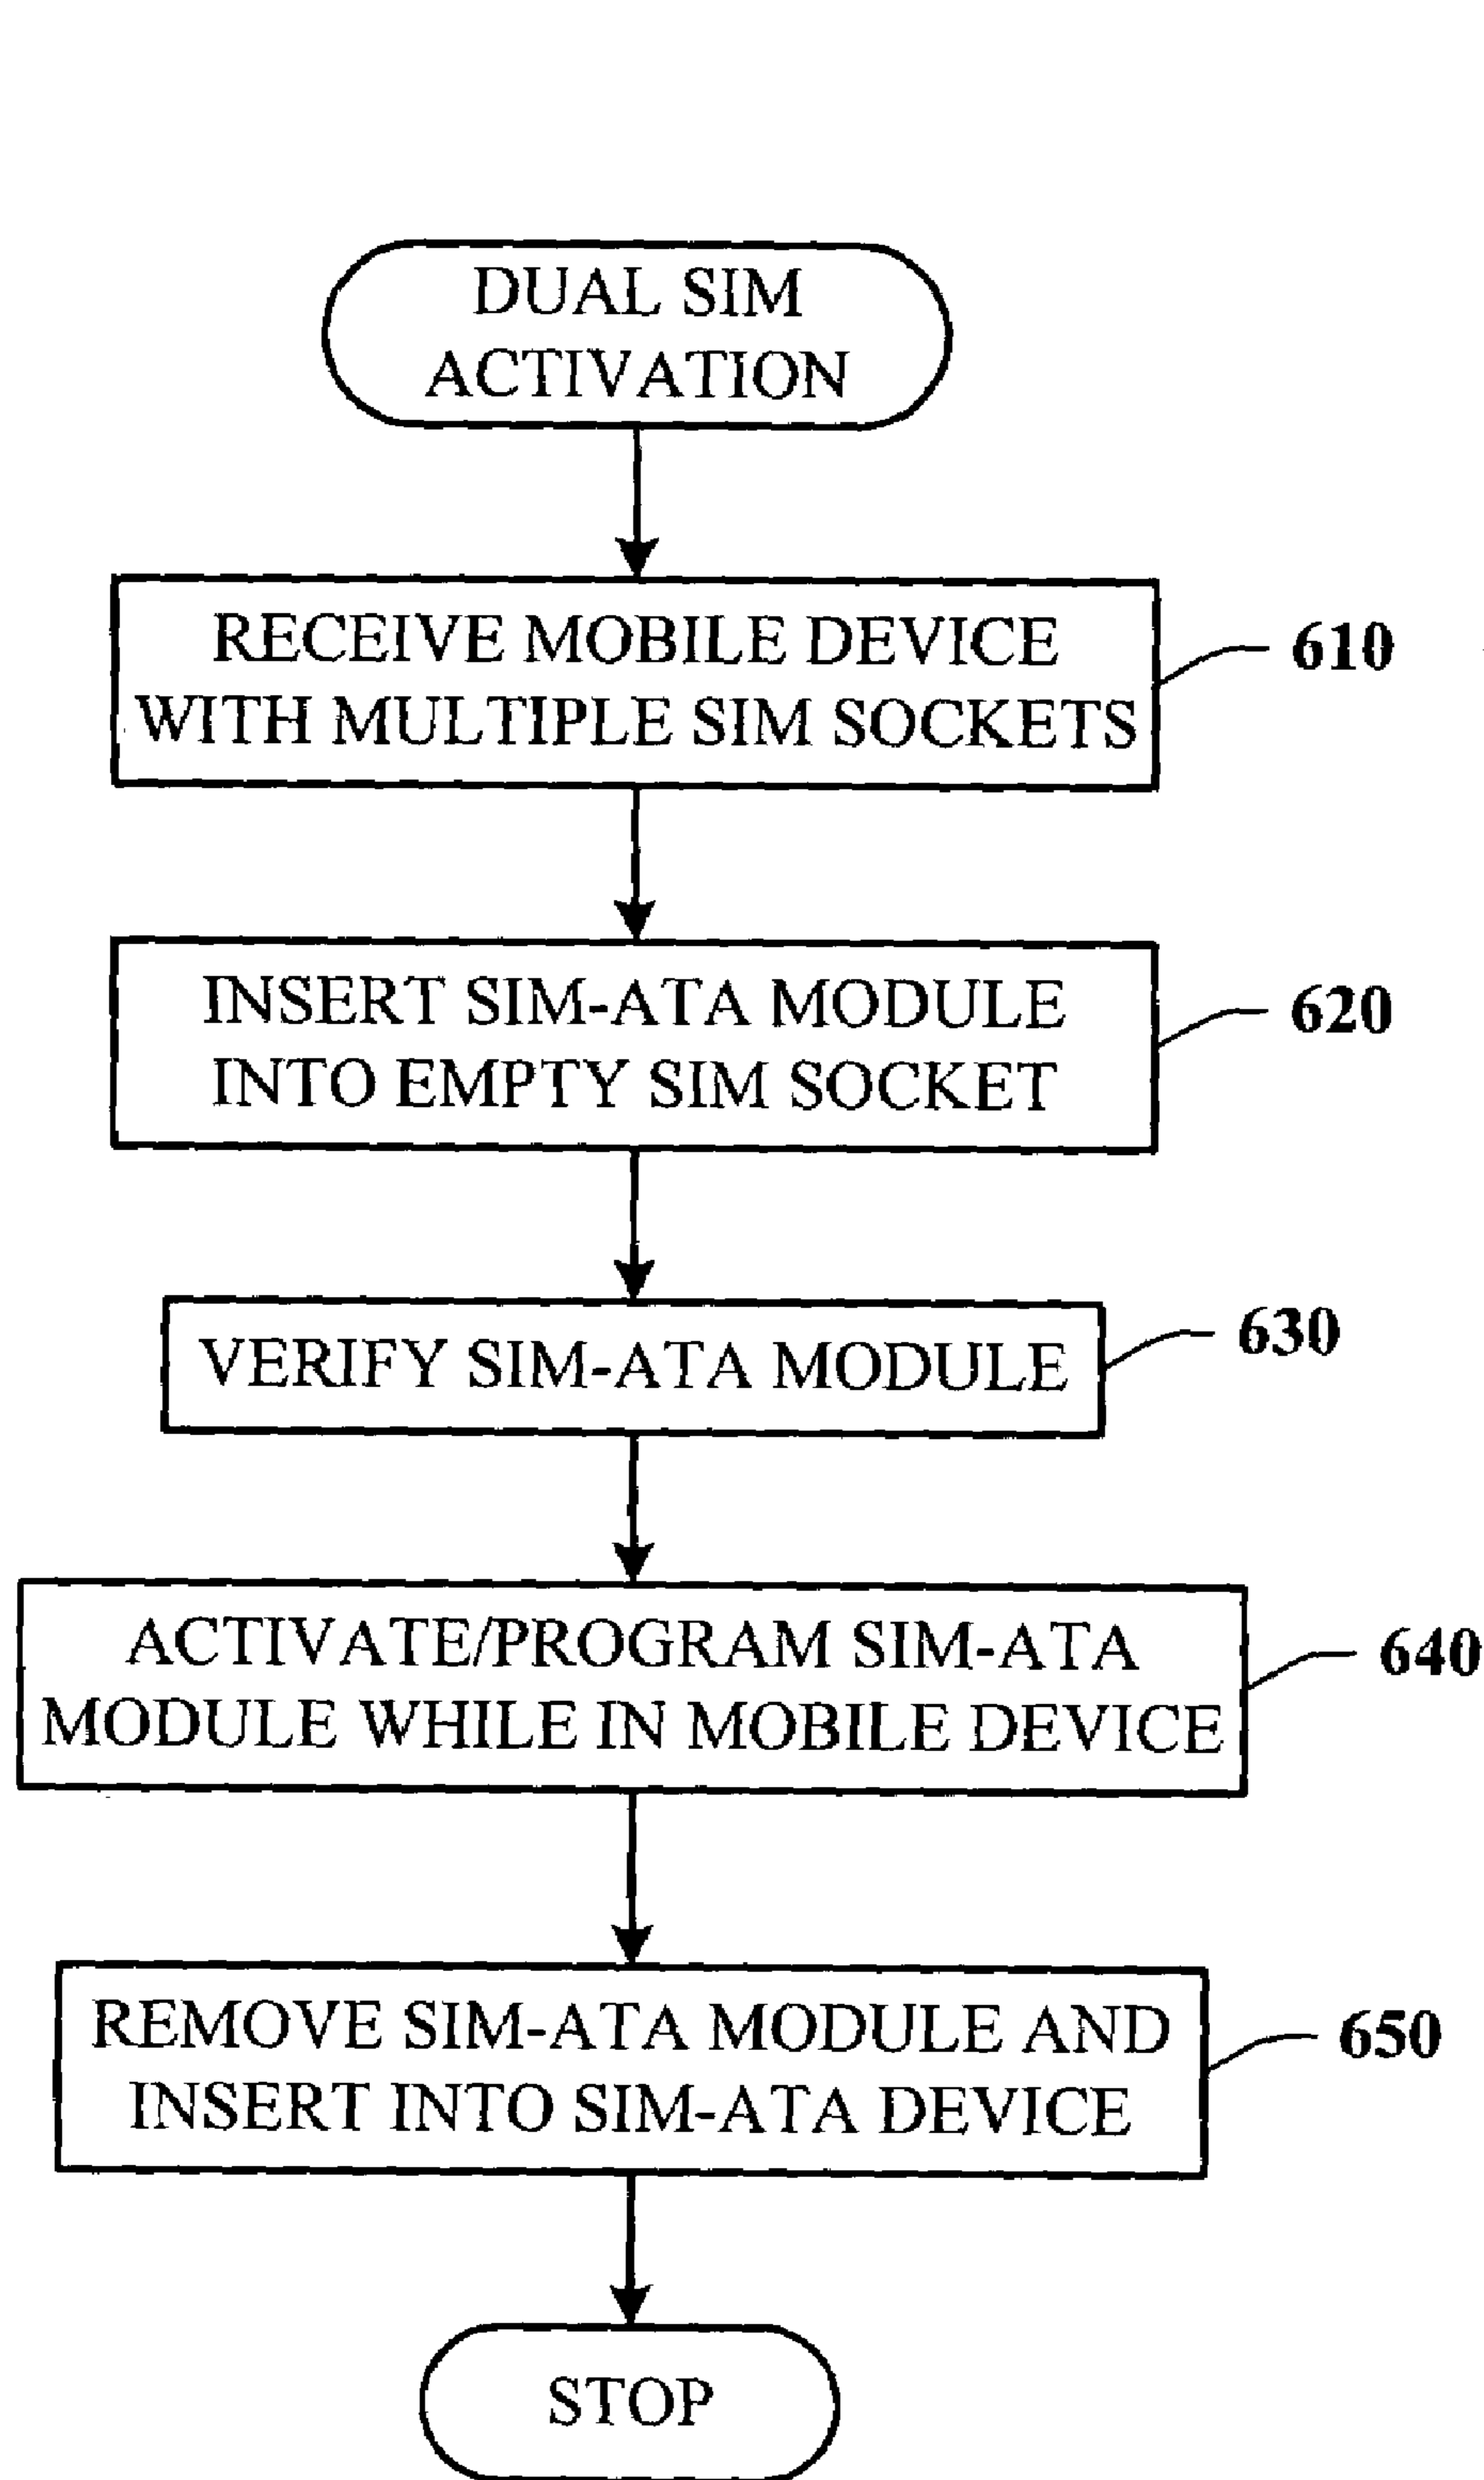 DUAL SIM
ACTIVATION
RECEIVE MOBILE DEVICE
WITH MULTIPLE SIM SOCKETS
610
INSERT SIM-ATA MODULE
INTO EMPTY SIM SOCKET
620
VERIFY SIM-ATA MODULE
630
ACTIVATE/PROGRAM SIM-ATA
MODULE WHILE IN MOBILE DEVICE
640
REMOVE SIM-ATA MODULE AND
INSERT INTO SIM-ATA DEVICE
650
STOP